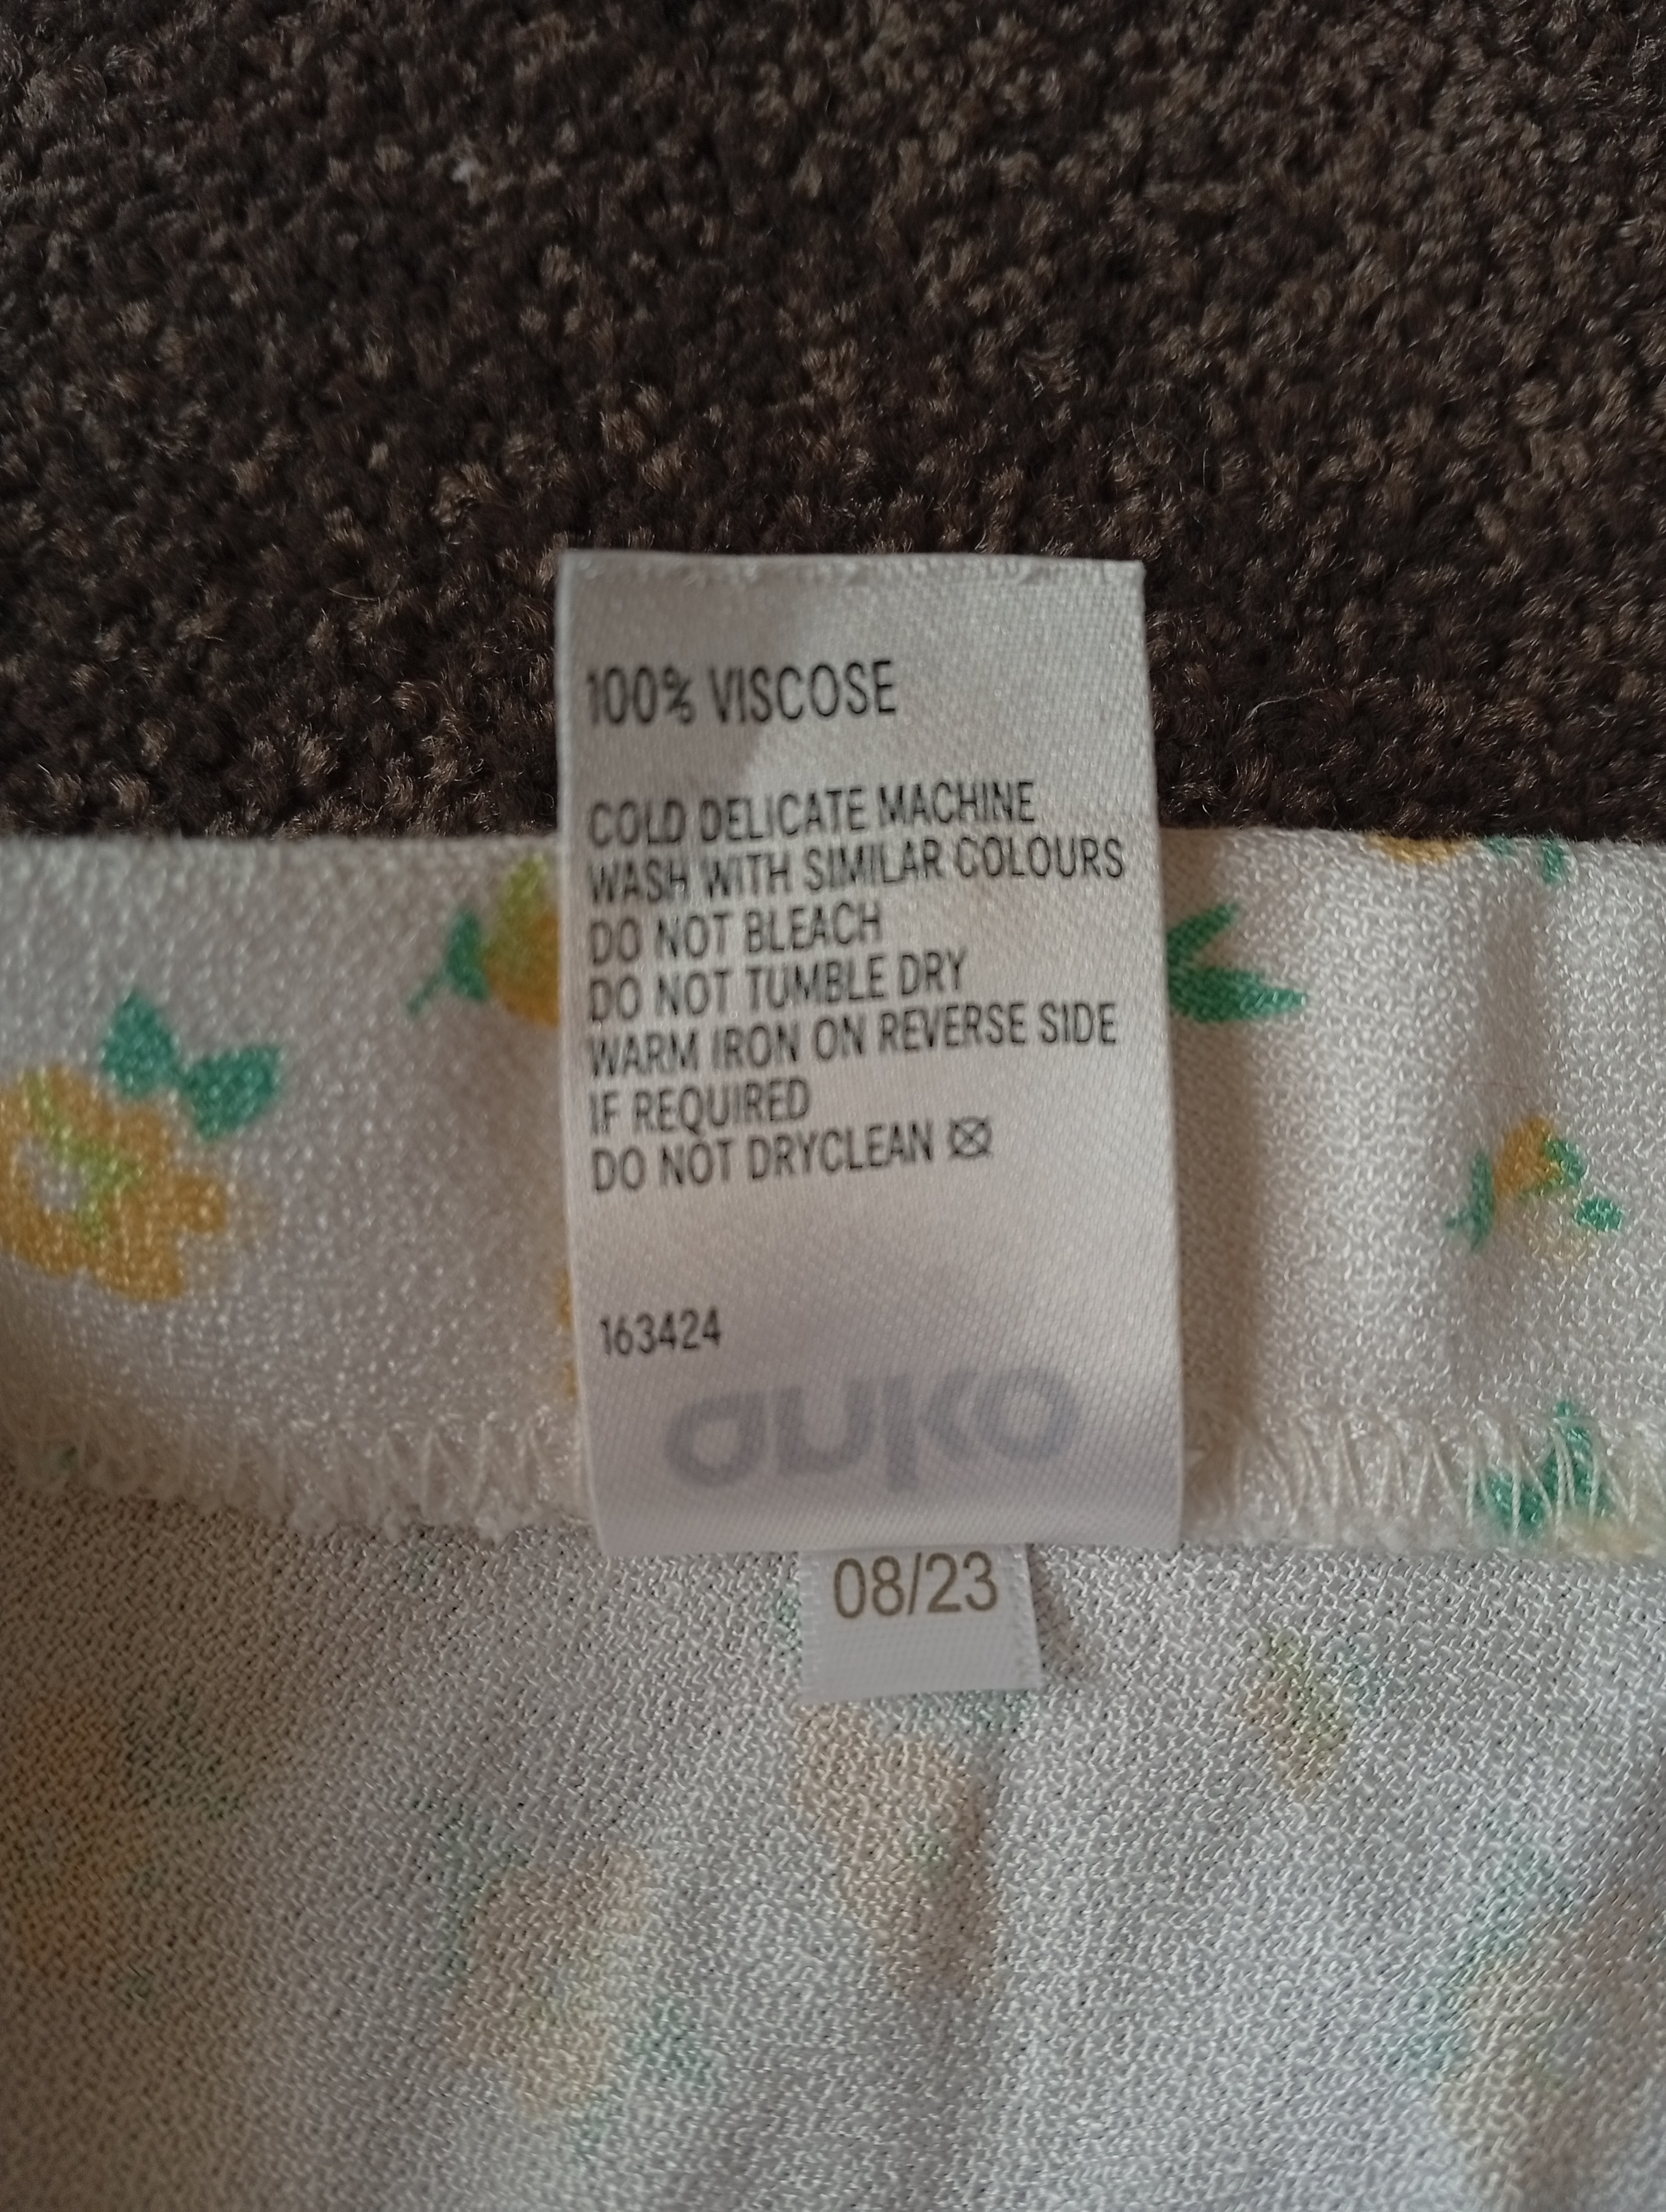 100% VISCOSE
COLD DELICATE MACHINE
WASH WITH SIMILAR COLOURS
DO NOT BLEACH
DO NOT TUMBLE DRY
WARM IRON ON REVERSE SIDE
IF REQUIRED
DO NOT DRYCLEAN
163424
anko
08/23